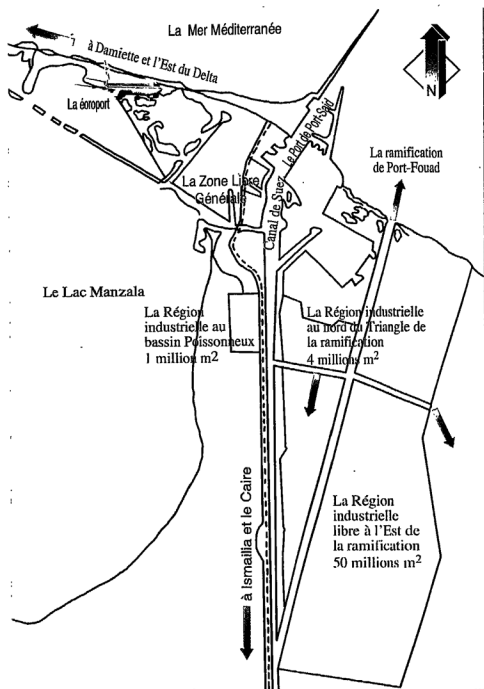 La Mer Méditerranée
à Damiette et l'Est du Delta
La éoroport
Le Port de Port-Saïd
N
La ramification
de Port-Fouad
La Zone Libre
Générale
Canal de Suez
Le Lac Manzala
La Région
industrielle au
bassin Poissonneux
1 million m²
La Région industrielle
au nord du Triangle de
la ramification
4 millions m²
à Ismaillia et le Caire
La Région
industrielle
libre à l'Est de
la ramification
50 millions m²